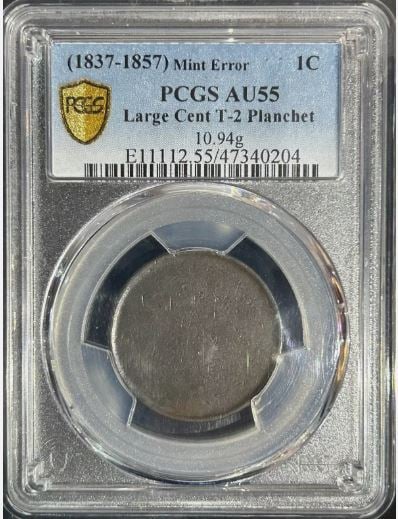 (1837-1857) Mint Error 1C
PCGS AU55
Large Cent T-2 Planchet
10.94g
E11112.55/47340204
PCGS